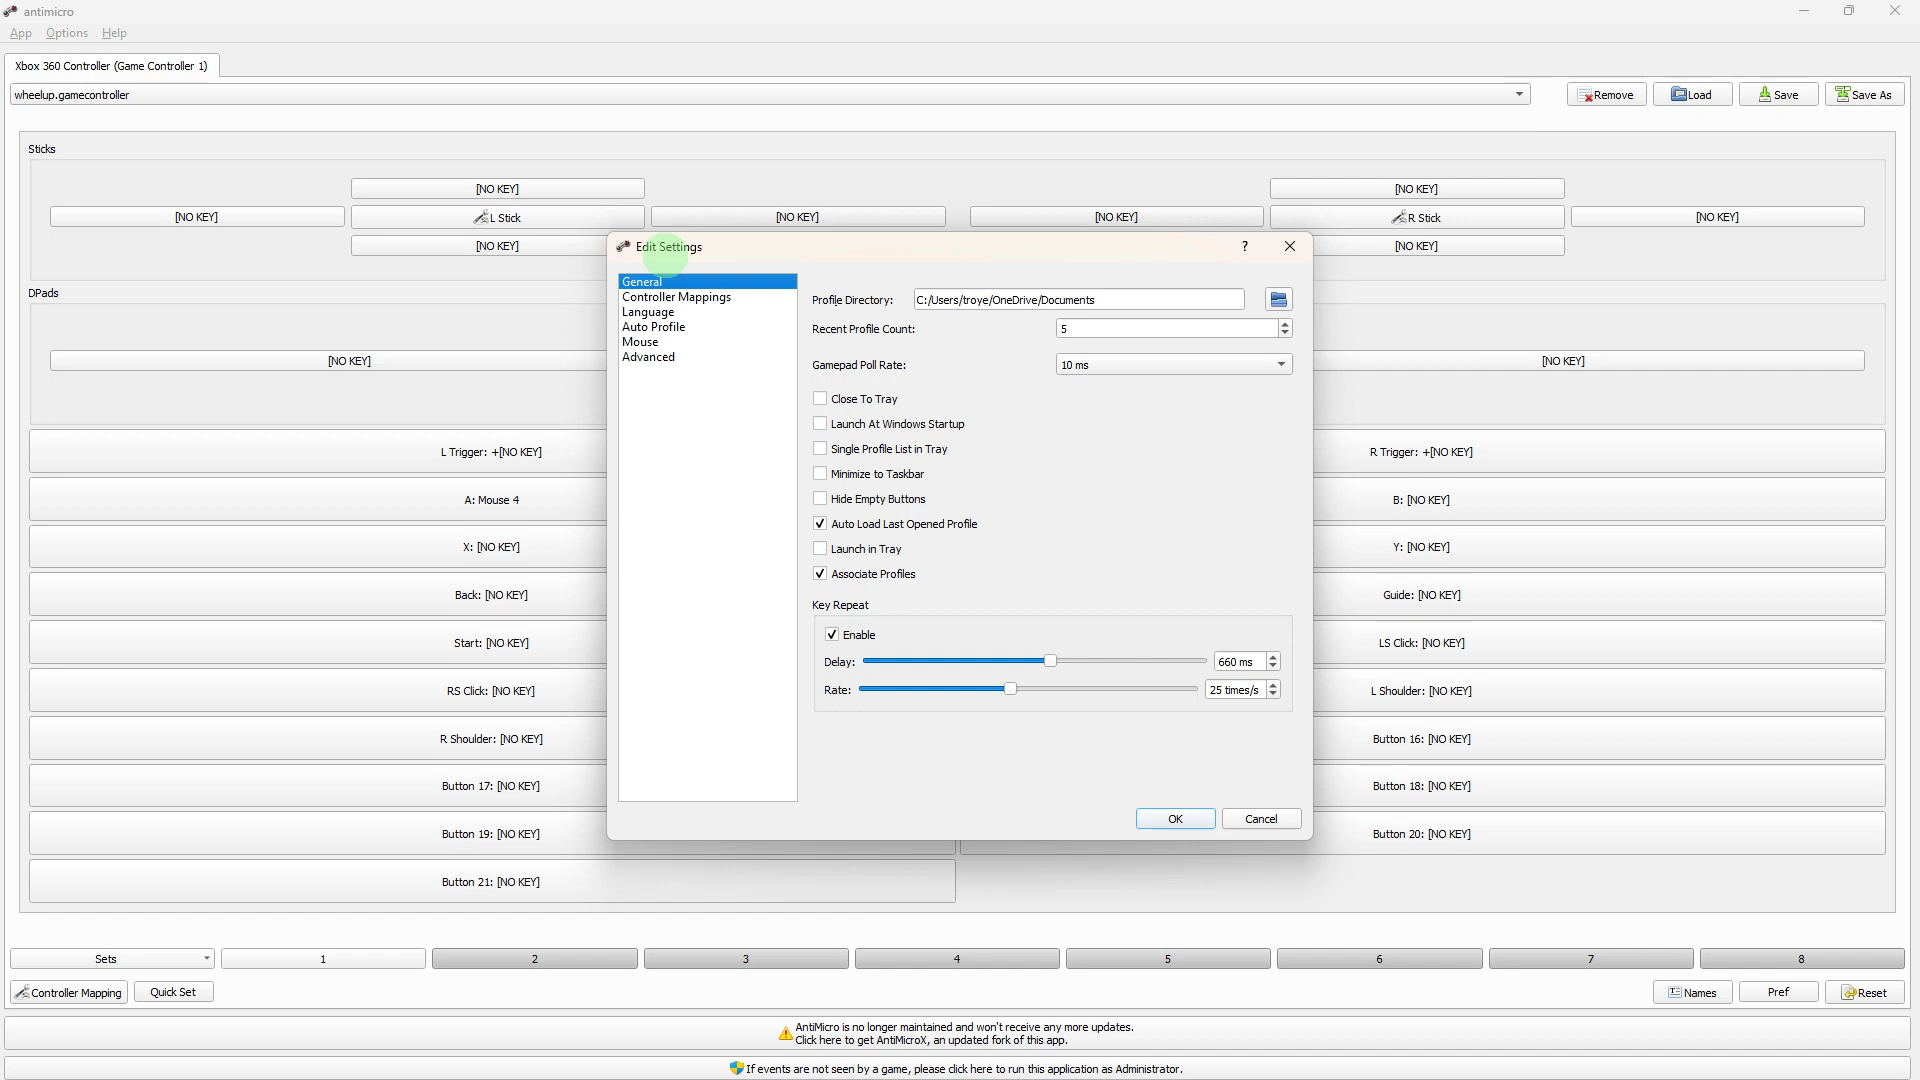 antimicro
App Options Help
Xbox 360 Controller (Game Controller 1)
wheelup.gamecontroller
Remove Load Save Save As
Sticks
[NO KEY] [NO KEY]
[NO KEY] L Stick [NO KEY] [NO KEY] R Stick [NO KEY]
[NO KEY] [NO KEY]
DPads
[NO KEY] [NO KEY]
L Trigger: +[NO KEY] R Trigger: +[NO KEY]
A: Mouse 4 B: [NO KEY]
X: [NO KEY] Y: [NO KEY]
Back: [NO KEY] Guide: [NO KEY]
Start: [NO KEY] LS Click: [NO KEY]
RS Click: [NO KEY] L Shoulder: [NO KEY]
R Shoulder: [NO KEY] Button 16: [NO KEY]
Button 17: [NO KEY] Button 18: [NO KEY]
Button 19: [NO KEY] Button 20: [NO KEY]
Button 21: [NO KEY]
Edit Settings ?
General
Controller Mappings
Language
Auto Profile
Mouse
Advanced
Profile Directory: C:/Users/troye/OneDrive/Documents
Recent Profile Count: 5
Gamepad Poll Rate: 10 ms
Close To Tray
Launch At Windows Startup
Single Profile List in Tray
Minimize to Taskbar
Hide Empty Buttons
Auto Load Last Opened Profile
Launch in Tray
Associate Profiles
Key Repeat
Enable
Delay: 660 ms
Rate: 25 times/s
OK Cancel
Sets 1 2 3 4 5 6 7 8
Controller Mapping Quick Set Names Pref Reset
AntiMicro is no longer maintained and won't receive any more updates.
Click here to get AntiMicroX, an updated fork of this app.
If events are not seen by a game, please click here to run this application as Administrator.